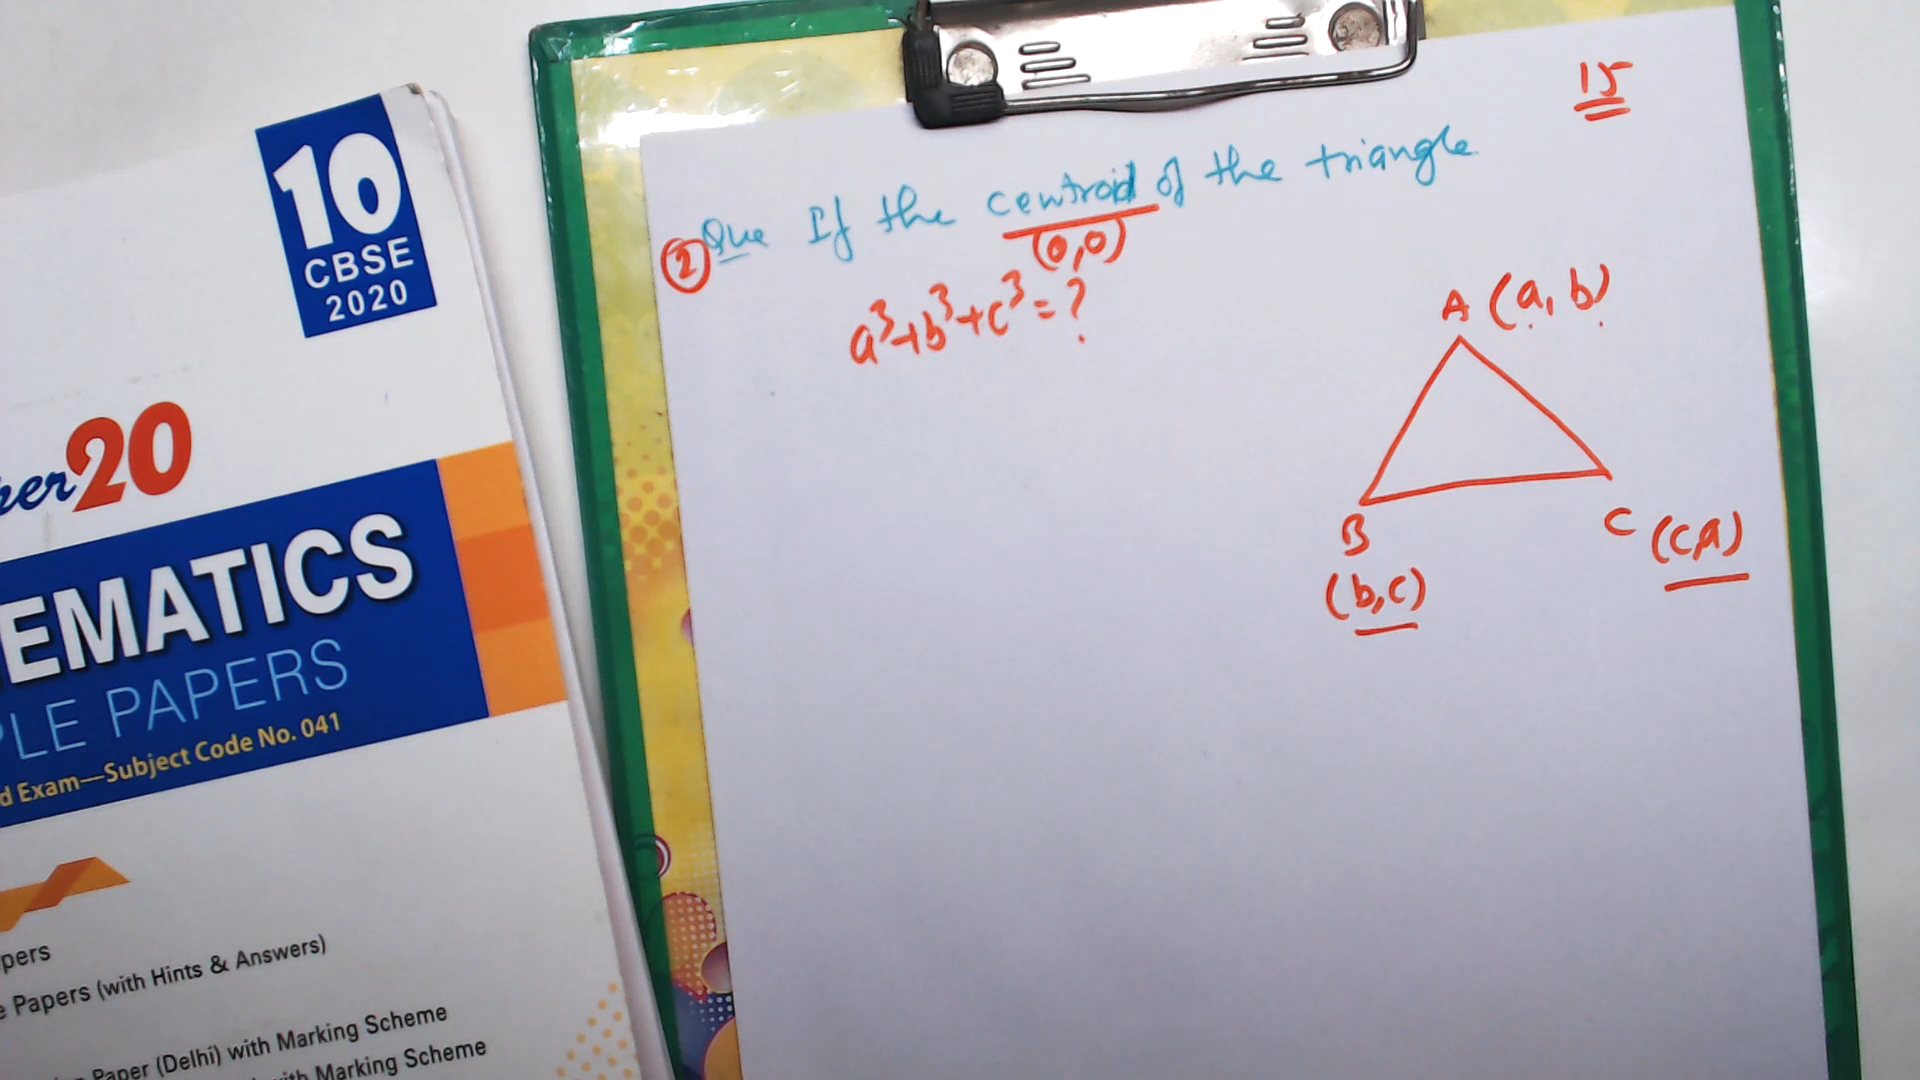 10
CBSE
2020
20
EMATICS
PLE PAPERS
d Exam—Subject Code No. 041
pers
e Papers (with Hints & Answers)
Paper (Delhi) with Marking Scheme
with Marking Scheme
15
② Que If the centroid of the triangle
(0,0)
a³+b³+c³=?
A (a, b)
B
C (c,a)
(b,c)